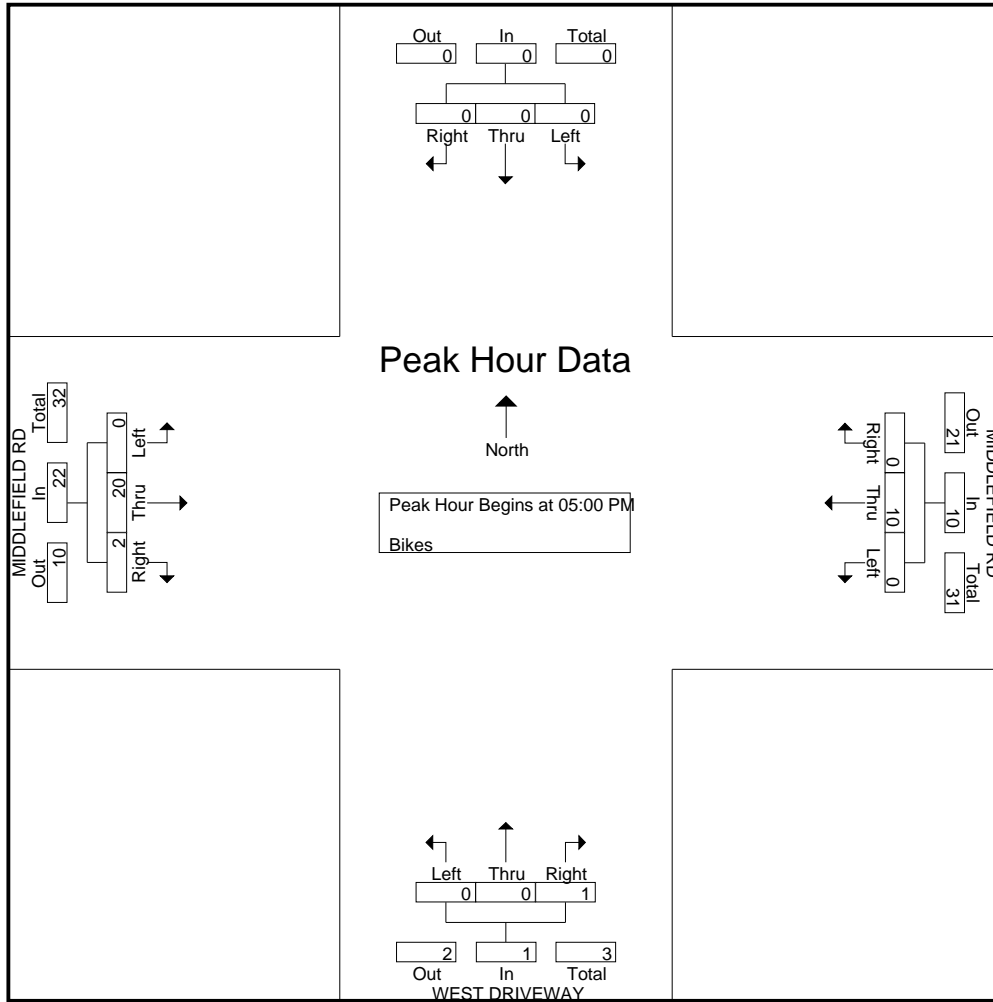 Out In Total
0 0 0
0 0 0
Right Thru Left
Peak Hour Data
North
Peak Hour Begins at 05:00 PM
Bikes
MIDDLEFIELD RD
Out In Total
10 22 32
2 20 0
Right Thru Left
MIDDLEFIELD RD
Out In Total
21 10 31
0 10 0
Right Thru Left
Left Thru Right
0 0 1
2 1 3
Out In Total
WEST DRIVEWAY